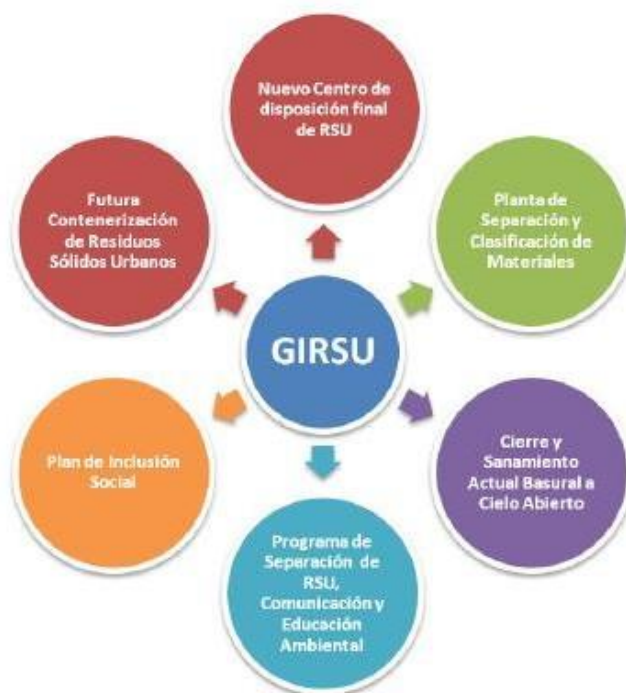 Nuevo Centro de
disposición final
de RSU
Futura
Contenerización
de Residuos
Sólidos Urbanos
Planta de
Separación y
Clasificación de
Materiales
GIRSU
Plan de Inclusión
Social
Cierre y
Sanamiento
Actual Basural a
Cielo Abierto
Programa de
Separación de
RSU,
Comunicación y
Educación
Ambiental